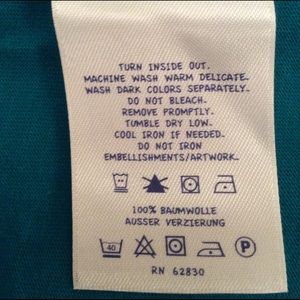 TURN INSIDE OUT.
MACHINE WASH WARM DELICATE.
WASH DARK COLORS SEPARATELY.
DO NOT BLEACH.
REMOVE PROMPTLY.
TUMBLE DRY LOW.
COOL IRON IF NEEDED.
DO NOT IRON
EMBELLISHMENTS/ARTWORK.
100% BAUMWOLLE
AUSSER VERZIERUNG
40 P
RN 62830